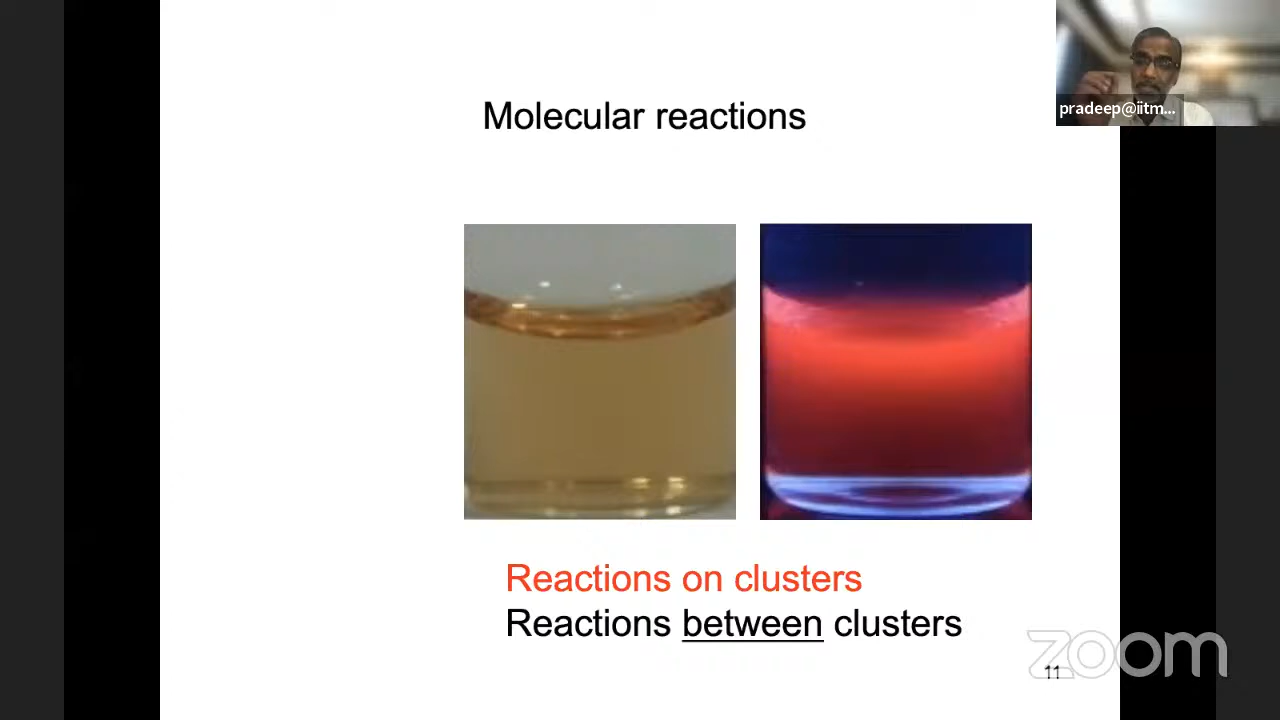 Molecular reactions
pradeep@iitm...
Reactions on clusters
Reactions between clusters
zoom
11